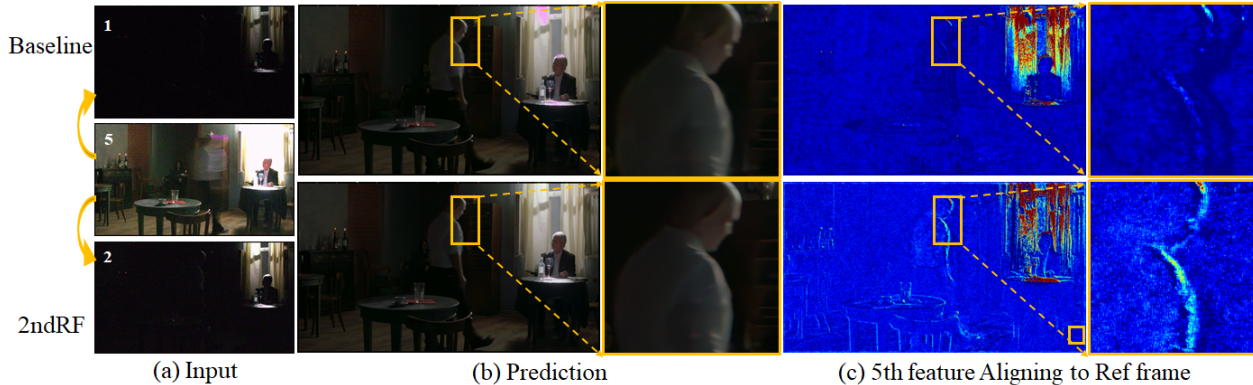 Baseline
1
5
2
2ndRF
(a) Input
(b) Prediction
(c) 5th feature Aligning to Ref frame